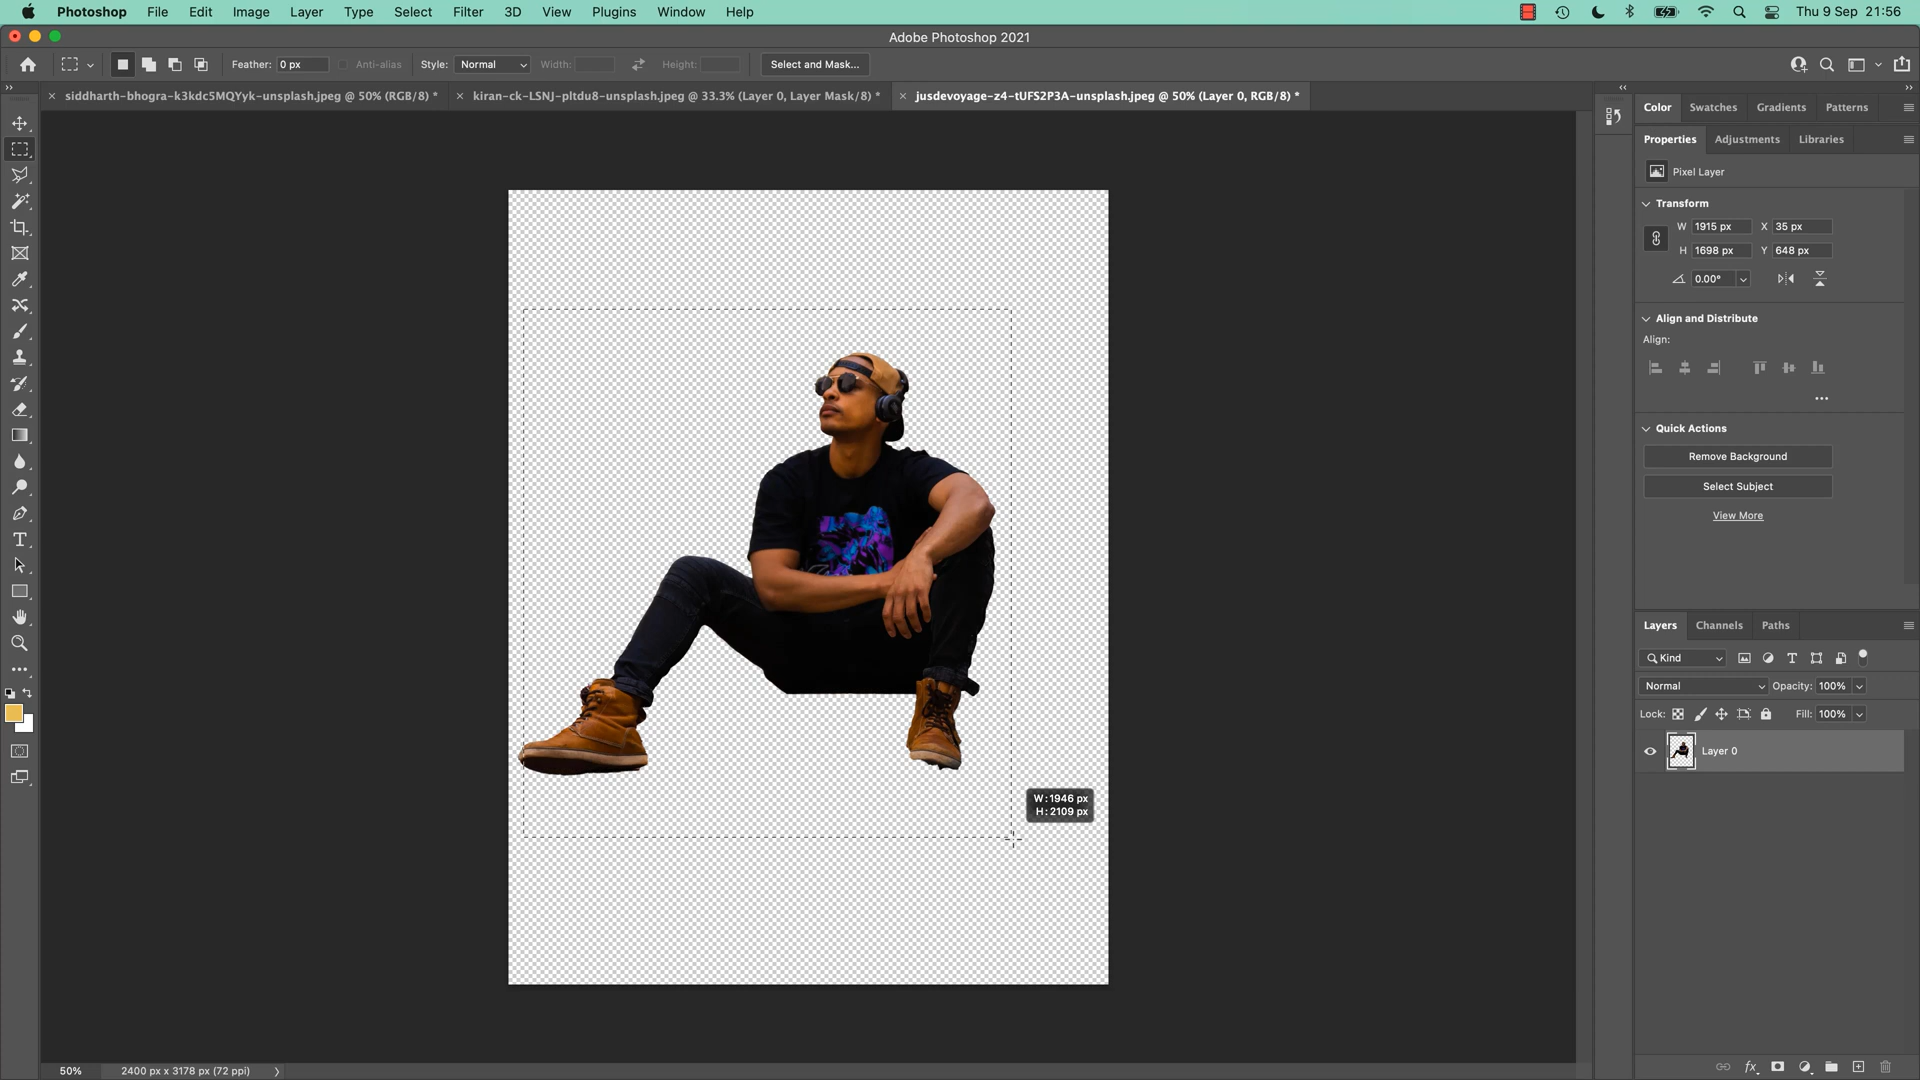 Photoshop File Edit Image Layer Type Select Filter 3D View Plugins Window Help Thu 9 Sep 21:56
Adobe Photoshop 2021
Feather: 0 px Anti-alias Style: Normal Width: Height: Select and Mask...
siddharth-bhogra-k3kdc5MQYyk-unsplash.jpeg @ 50% (RGB/8) * kiran-ck-LSNJ-pltdu8-unsplash.jpeg @ 33.3% (Layer 0, Layer Mask/8) * jusdevoyage-z4-tUFS2P3A-unsplash.jpeg @ 50% (Layer 0, RGB/8) *
Color Swatches Gradients Patterns
Properties Adjustments Libraries
Pixel Layer
Transform
W 1915 px X 35 px
H 1698 px Y 648 px
0.00°
Align and Distribute
Align:
Quick Actions
Remove Background
Select Subject
View More
Layers Channels Paths
Kind
Normal Opacity: 100%
Lock: Fill: 100%
Layer 0
W: 1946 px
H: 2109 px
50% 2400 px x 3178 px (72 ppi)